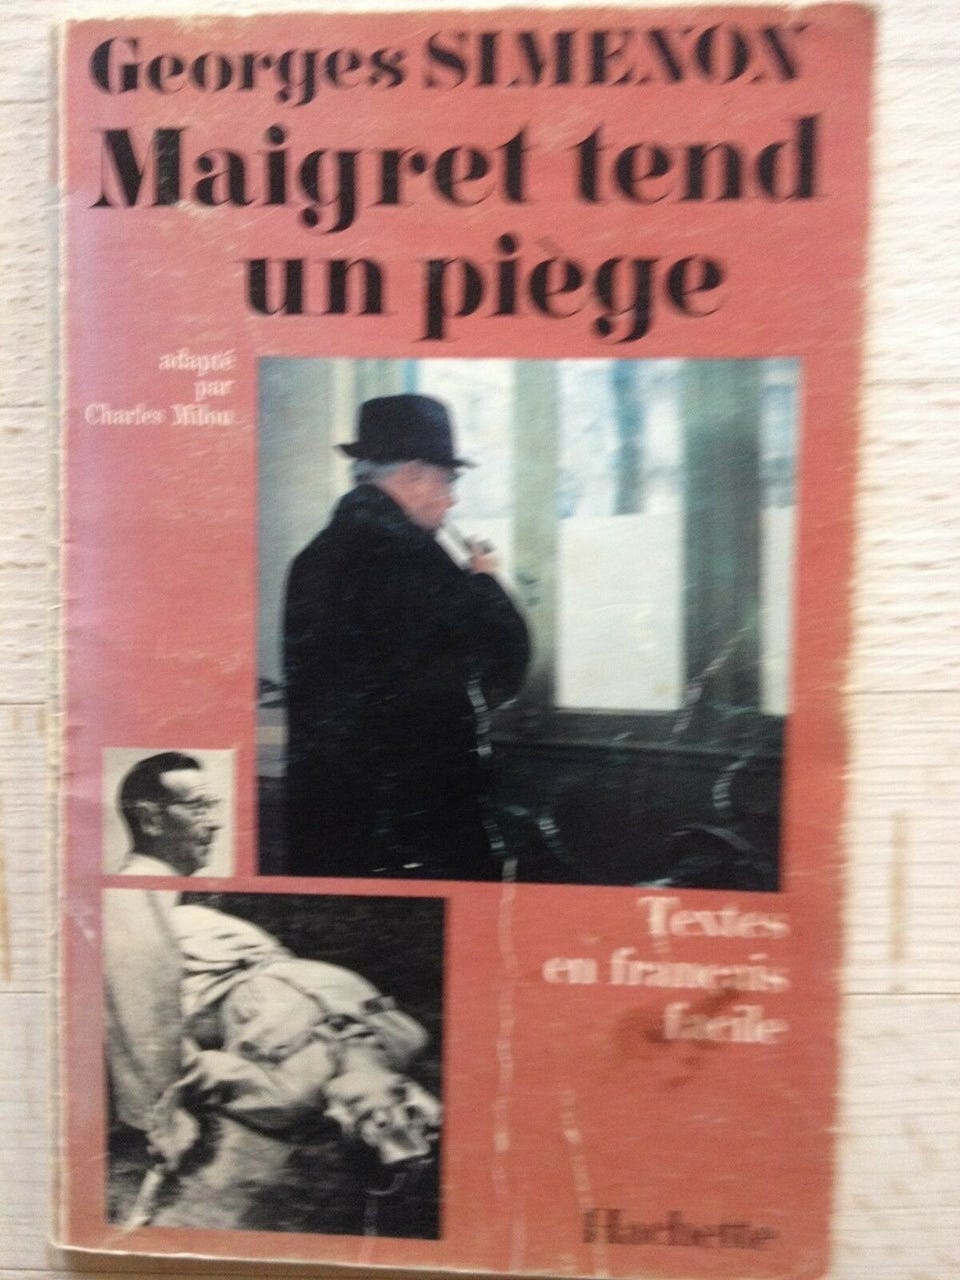 Georges SIMENON
Maigret tend
un piège
adapté
par
Charles Milou
Textes
en français
facile
Hachette